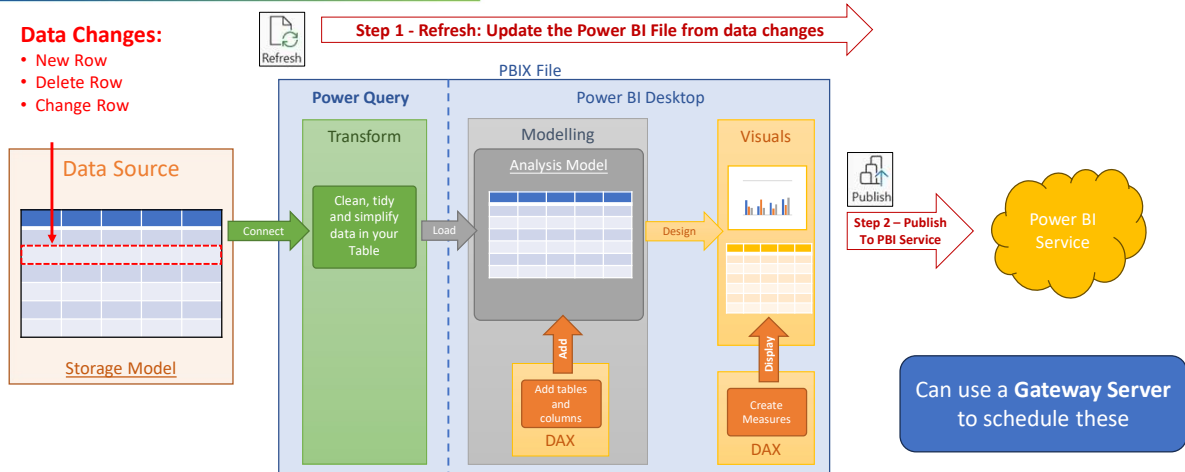 Data Changes:
• New Row
• Delete Row
• Change Row
Refresh
Step 1 - Refresh: Update the Power BI File from data changes
PBIX File
Power Query
Power BI Desktop
Data Source
Storage Model
Connect
Transform
Clean, tidy
and simplify
data in your
Table
Load
Modelling
Analysis Model
Add
Add tables
and
columns
DAX
Design
Visuals
Display
Create
Measures
DAX
Publish
Step 2 – Publish
To PBI Service
Power BI
Service
Can use a Gateway Server
to schedule these